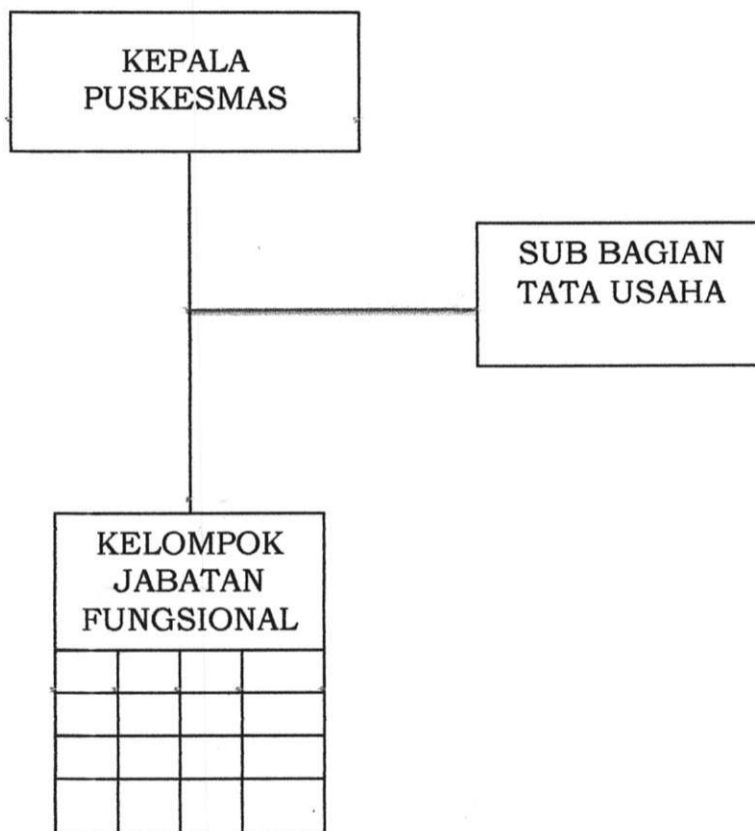 KEPALA
PUSKESMAS
SUB BAGIAN
TATA USAHA
KELOMPOK
JABATAN
FUNGSIONAL